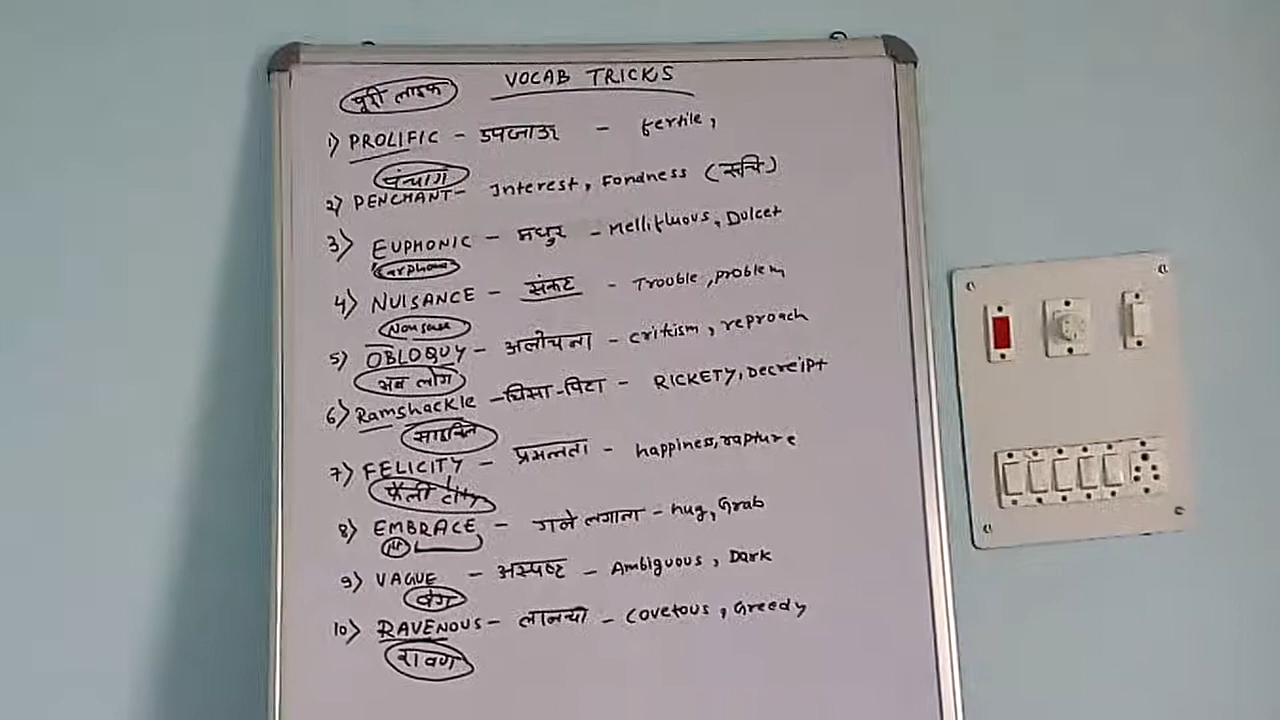 VOCAB TRICKS
पूरी लाइफ
1) PROLIFIC - उपजाऊ - fertile,
पंचांग
2) PENCHANT- Interest, Fondness (रूचि)
3) EUPHONIC - मधुर - Mellifluous, Dulcet
earphone
4) NUISANCE - संकट - Trouble, problem
Nonsense
5) OBLOQUY - अलोचना - critism, reproach
अब लोग
6) Ramshackle - घिसा-पिटा - RICKETY, Decreipt
साइकिल
7) FELICITY - प्रसन्नता - happiness, rapture
फैली city
8) EMBRACE - गले लगाना - hug, Grab
9) VAGUE - अस्पष्ट - Ambiguous, Dark
वेग
10) RAVENOUS - लालची - covetous, Greedy
रावण